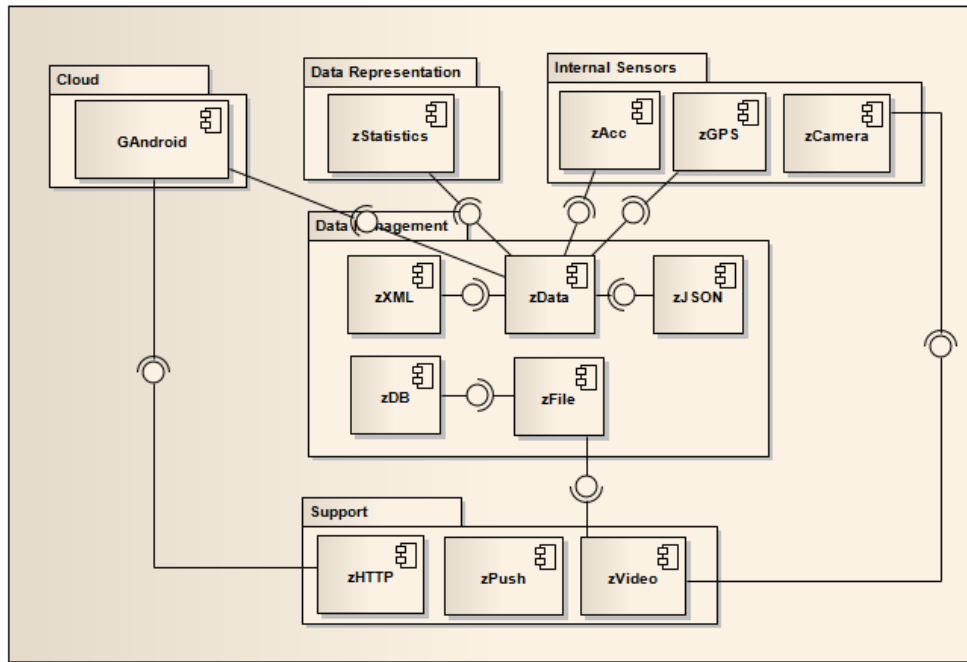 Cloud
GAndroid
Data Representation
zStatistics
Internal Sensors
zAcc
zGPS
zCamera
Data Management
zXML
zData
zJSON
zDB
zFile
Support
zHTTP
zPush
zVideo